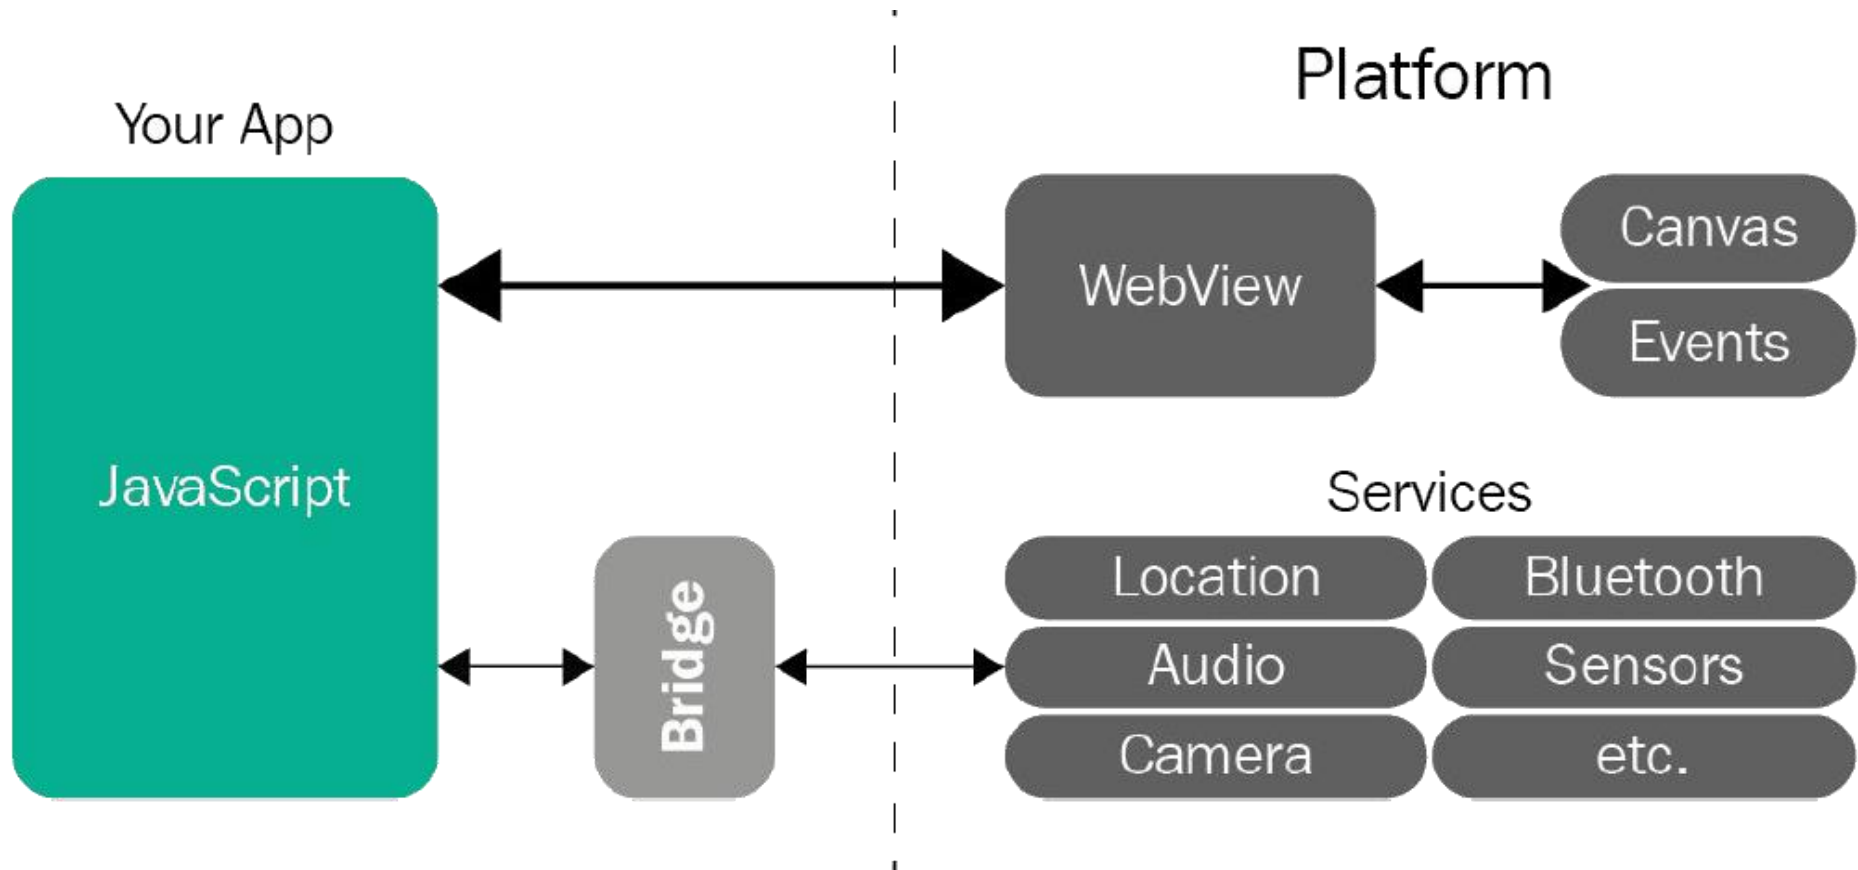 Platform
Your App
JavaScript
WebView
Canvas
Events
Bridge
Services
Location
Bluetooth
Audio
Sensors
Camera
etc.